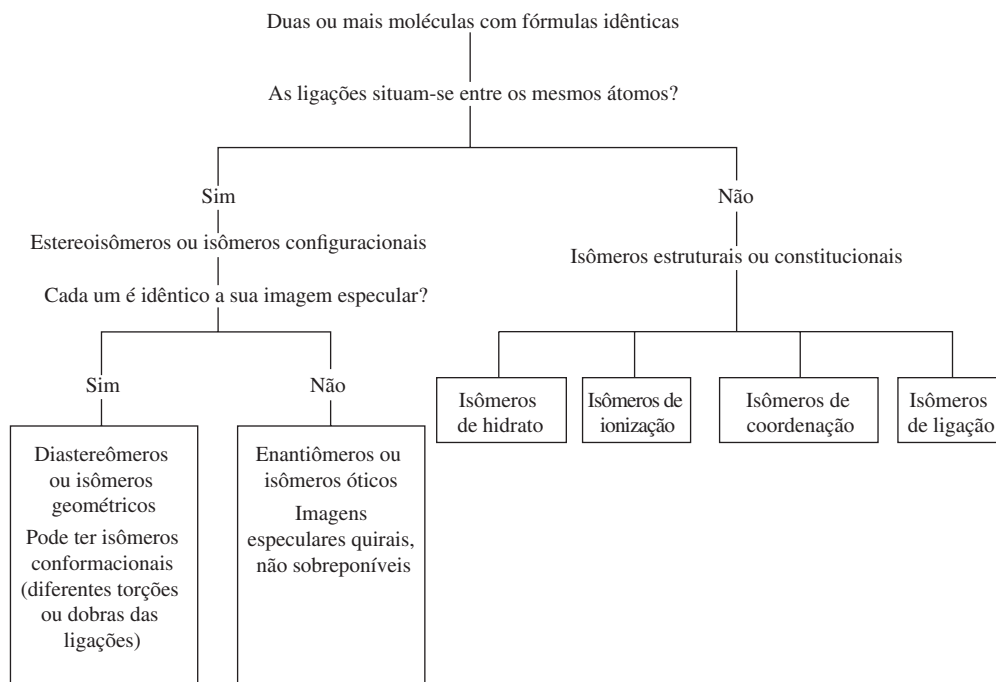 Duas ou mais moléculas com fórmulas idênticas
As ligações situam-se entre os mesmos átomos?
Sim
Não
Estereoisômeros ou isômeros configuracionais
Isômeros estruturais ou constitucionais
Cada um é idêntico a sua imagem especular?
Sim
Não
Diastereômeros
ou isômeros
geométricos
Pode ter isômeros
conformacionais
(diferentes torções
ou dobras das
ligações)
Enantiômeros ou
isômeros óticos
Imagens
especulares quirais,
não sobreponíveis
Isômeros
de hidrato
Isômeros de
ionização
Isômeros de
coordenação
Isômeros
de ligação